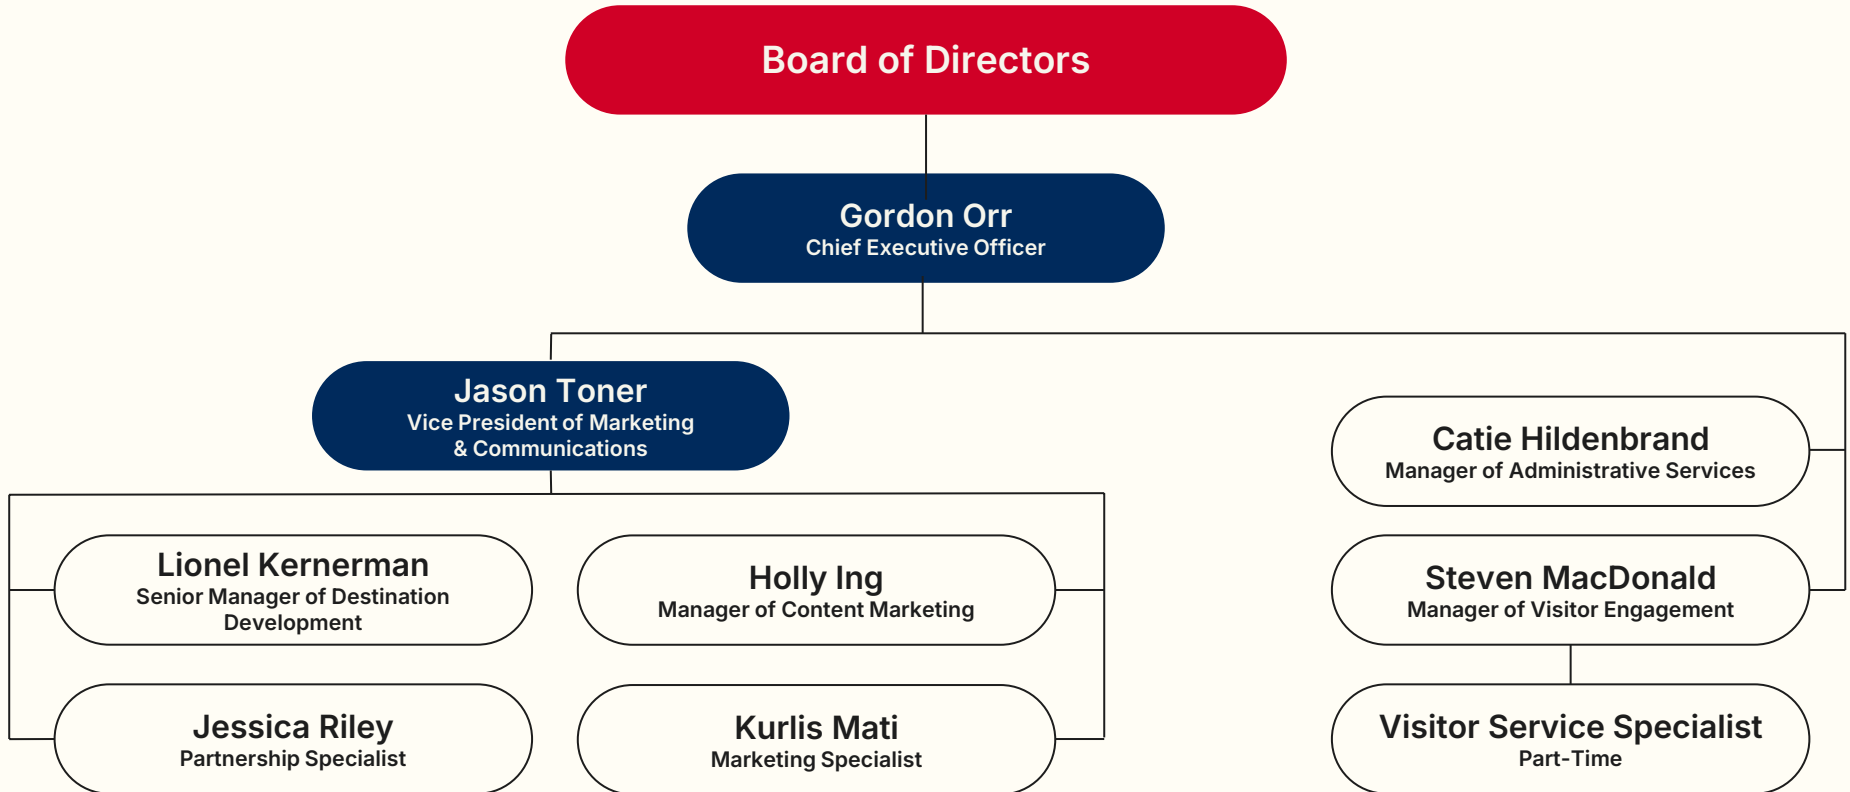 Board of Directors
Gordon Orr
Chief Executive Officer
Jason Toner
Vice President of Marketing
& Communications
Catie Hildenbrand
Manager of Administrative Services
Lionel Kernerman
Senior Manager of Destination
Development
Holly Ing
Manager of Content Marketing
Steven MacDonald
Manager of Visitor Engagement
Jessica Riley
Partnership Specialist
Kurlis Mati
Marketing Specialist
Visitor Service Specialist
Part-Time